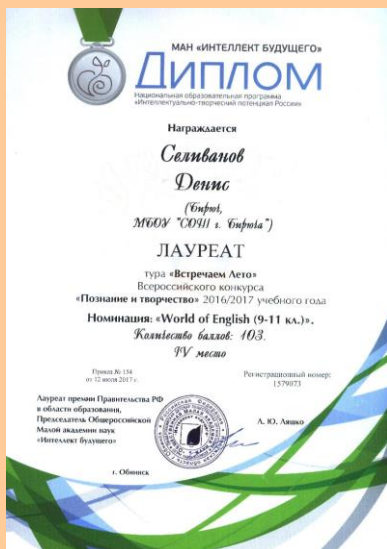 МАН «ИНТЕЛЛЕКТ БУДУЩЕГО»
ДИПЛОМ
Национальная образовательная программа
«Интеллектуально-творческий потенциал России»
Награждается
Селиванов
Денис
(Бирюч,
МБОУ "СОШ г. Бирюча")
ЛАУРЕАТ
тура «Встречаем Лето»
Всероссийского конкурса
«Познание и творчество» 2016/2017 учебного года
Номинация: «World of English (9-11 кл.)».
Количество баллов: 103.
IV место
Приказ № 154
от 12 июля 2017 г.
Регистрационный номер:
1579073
Лауреат премии Правительства РФ
в области образования,
Председатель Общероссийской
Малой академии наук
«Интеллект будущего»
Л. Ю. Ляшко
г. Обнинск